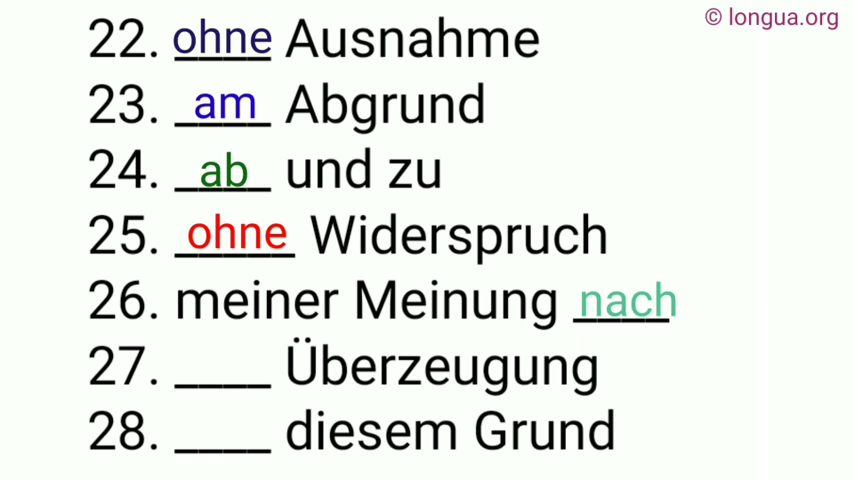 © longua.org
22. ohne Ausnahme
23. am Abgrund
24. ab und zu
25. ohne Widerspruch
26. meiner Meinung nach
27. ____ Überzeugung
28. ____ diesem Grund